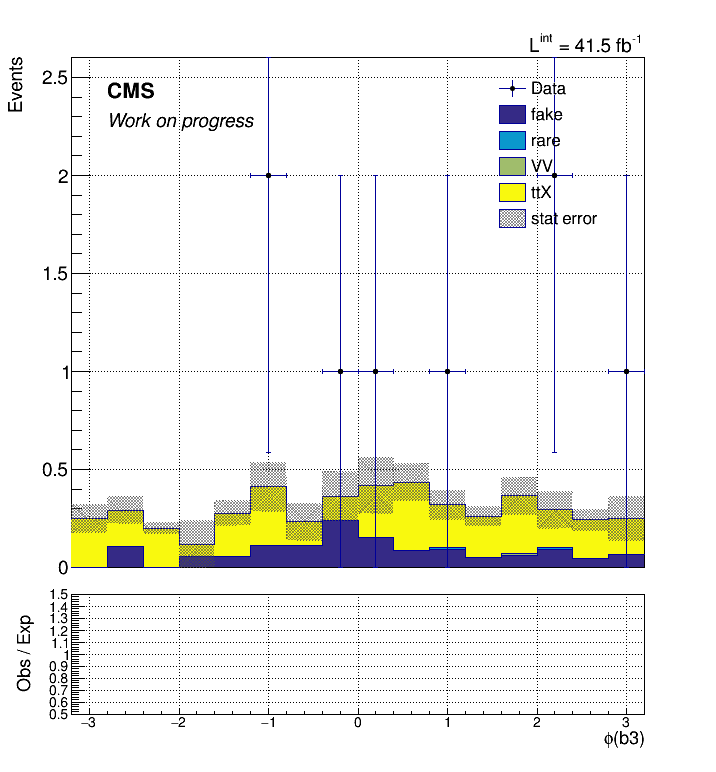 L^int = 41.5 fb^-1
Events
CMS
Work on progress
Data
fake
rare
VV
ttX
stat error
2.5
2
1.5
1
0.5
0
Obs / Exp
1.5
1.4
1.3
1.2
1.1
1
0.9
0.8
0.7
0.6
0.5
−3 −2 −1 0 1 2 3
ϕ(b3)